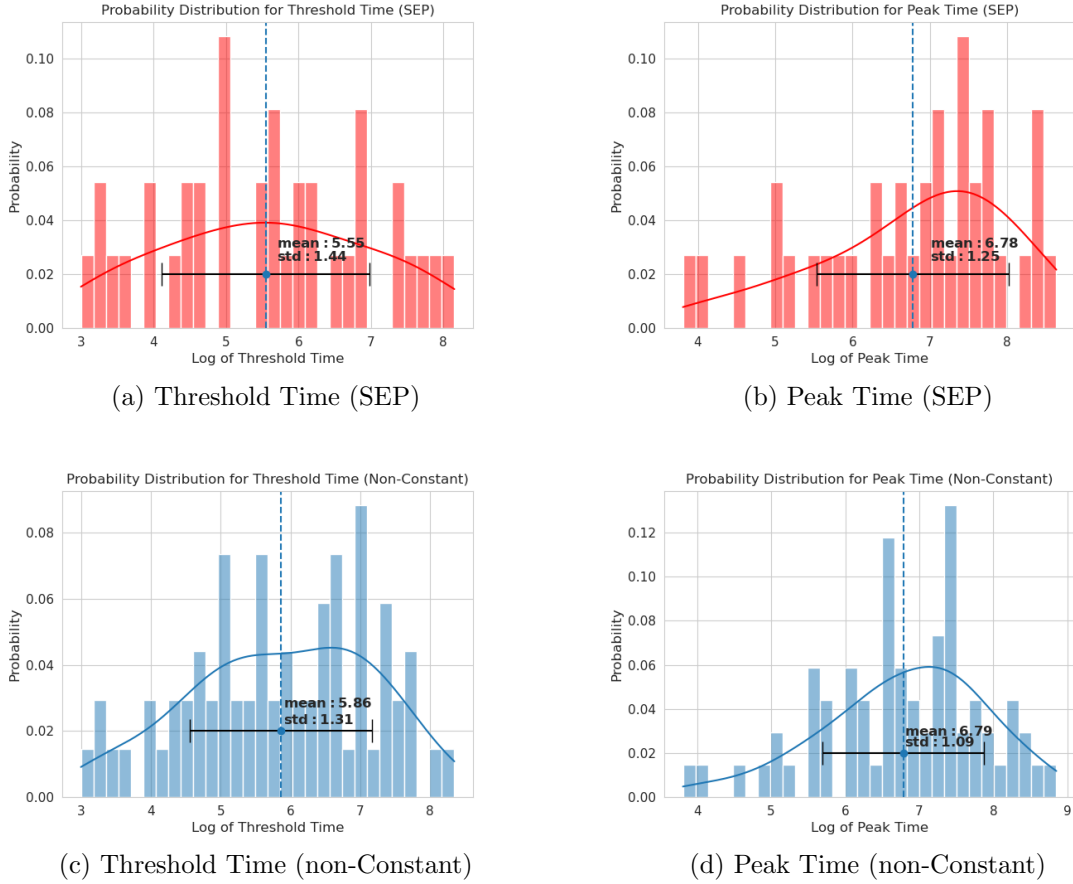 Probability Distribution for Threshold Time (SEP)
Probability
0.10
0.08
0.06
0.04
0.02
0.00
mean : 5.55
std : 1.44
3 4 5 6 7 8
Log of Threshold Time
(a) Threshold Time (SEP)
Probability Distribution for Peak Time (SEP)
Probability
0.10
0.08
0.06
0.04
0.02
0.00
mean : 6.78
std : 1.25
4 5 6 7 8
Log of Peak Time
(b) Peak Time (SEP)
Probability Distribution for Threshold Time (Non-Constant)
Probability
0.08
0.06
0.04
0.02
0.00
mean : 5.86
std : 1.31
3 4 5 6 7 8
Log of Threshold Time
(c) Threshold Time (non-Constant)
Probability Distribution for Peak Time (Non-Constant)
Probability
0.12
0.10
0.08
0.06
0.04
0.02
0.00
mean : 6.79
std : 1.09
4 5 6 7 8 9
Log of Peak Time
(d) Peak Time (non-Constant)